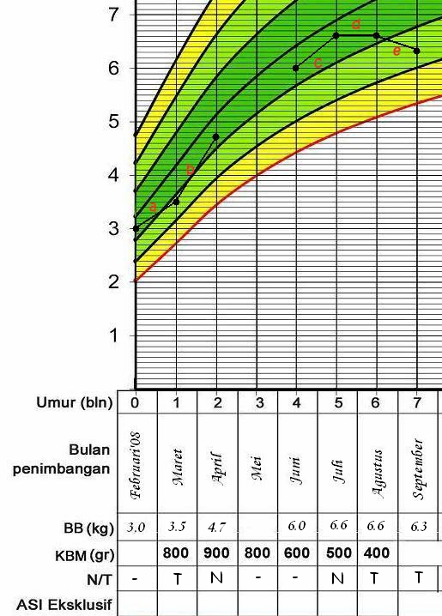 7
a
b
c
d
e
6
5
4
3
2
1
Umur (bln) 0 1 2 3 4 5 6 7
Bulan
penimbangan
Februari'08 Maret April Mei Juni Juli Agustus September
BB (kg) 3.0 3.5 4.7 6.0 6.6 6.6 6.3
KBM (gr) 800 900 800 600 500 400
N/T - T N - - N T T
ASI Eksklusif